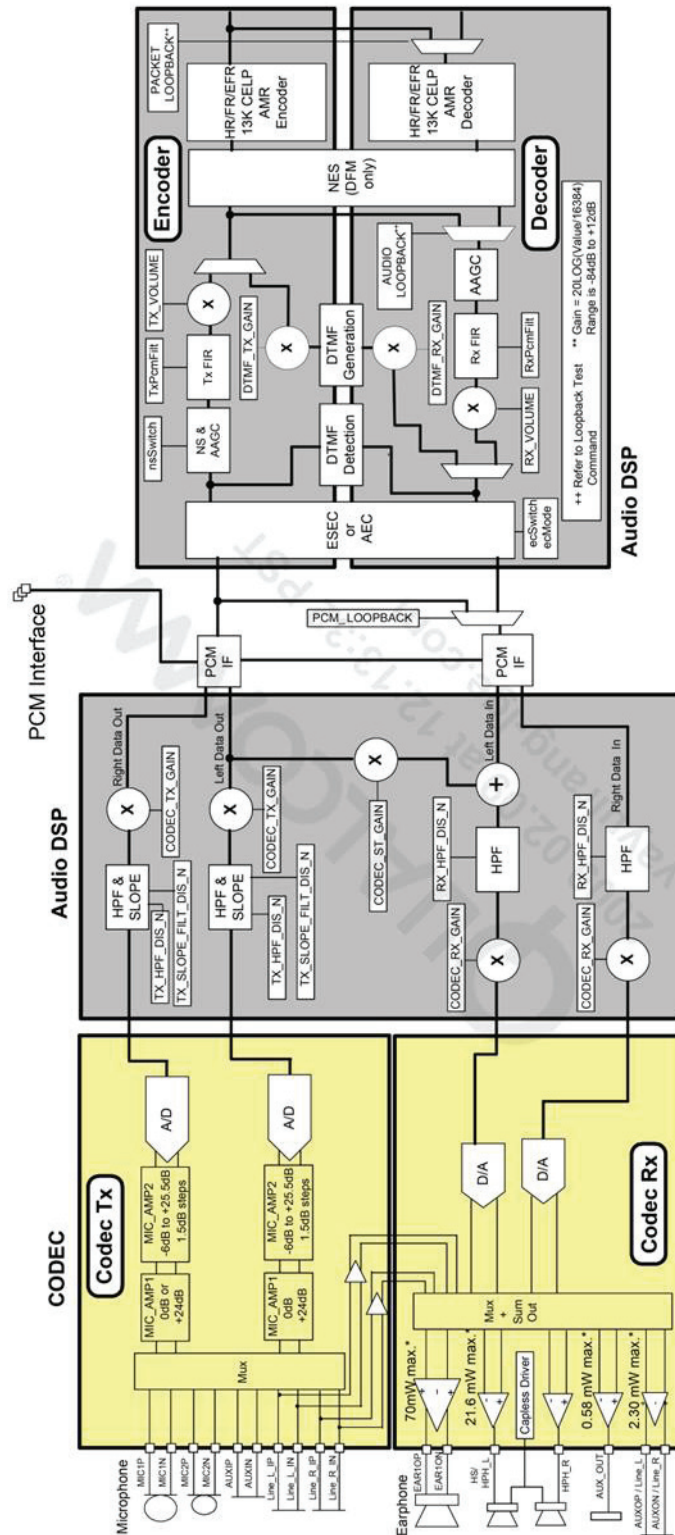 CODEC
Audio DSP
PCM Interface
Microphone
MIC1P
MIC1N
MIC2P
MIC2N
AUXIP
AUXIN
Line_L_IP
Line_L_IN
Line_R_IP
Line_R_IN
Mux
Codec Tx
MIC_AMP1
0dB or
+24dB
MIC_AMP2
-6dB to +25.5dB
1.5dB steps
A/D
MIC_AMP1
0dB
+24dB
MIC_AMP2
-6dB to +25.5dB
1.5dB steps
A/D
HPF &
SLOPE
TX_HPF_DIS_N
TX_SLOPE_FILT_DIS_N
X
CODEC_TX_GAIN
Right Data Out
HPF &
SLOPE
TX_HPF_DIS_N
TX_SLOPE_FILT_DIS_N
X
CODEC_TX_GAIN
Left Data Out
X
CODEC_ST_GAIN
PCM
IF
PCM_LOOPBACK
PCM
IF
Left Data In
+
RX_HPF_DIS_N
HPF
CODEC_RX_GAIN
X
Right Data In
HPF
CODEC_RX_GAIN
X
D/A
D/A
Codec Rx
Mux
+
Sum
Out
70mW max.*
21.6 mW max.*
Capless Driver
0.58 mW max.*
2.30 mW max.*
Earphone
EAR1OP
EAR1ON
HS/
HPH_L
HPH_R
AUX_OUT
AUXOP / Line_L
AUXON / Line_R
ESEC
or
AEC
ecSwitch
ecMode
nsSwitch
NS &
AAGC
TxPcmFilt
Tx FIR
TX_VOLUME
X
Encoder
DTMF_TX_GAIN
X
DTMF
Detection
DTMF
Generation
X
DTMF_RX_GAIN
AUDIO
LOOPBACK++
AAGC
Rx FIR
RxPcmFilt
X
RX_VOLUME
Decoder
NES
(DFM
only)
PACKET
LOOPBACK++
HR/FR/EFR
13K CELP
AMR
Encoder
HR/FR/EFR
13K CELP
AMR
Decoder
++ Refer to Loopback Test
Command
** Gain = 20LOG(Value/16384)
Range is -84dB to +12dB
Audio DSP
QUALCOMM